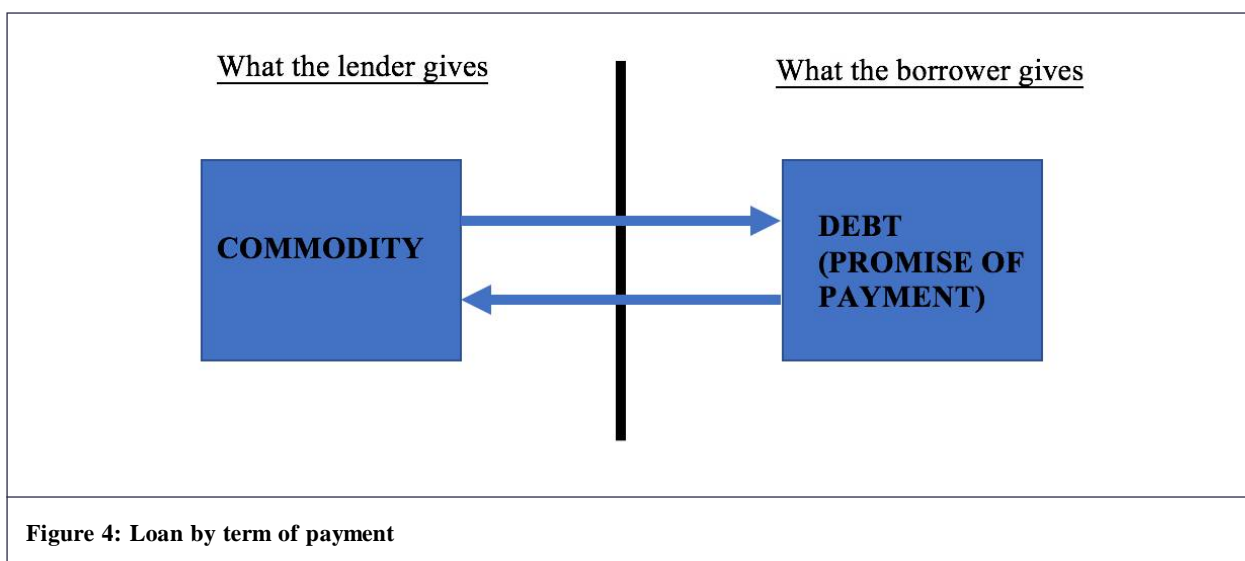 What the lender gives
What the borrower gives
COMMODITY
DEBT
(PROMISE OF
PAYMENT)
Figure 4: Loan by term of payment